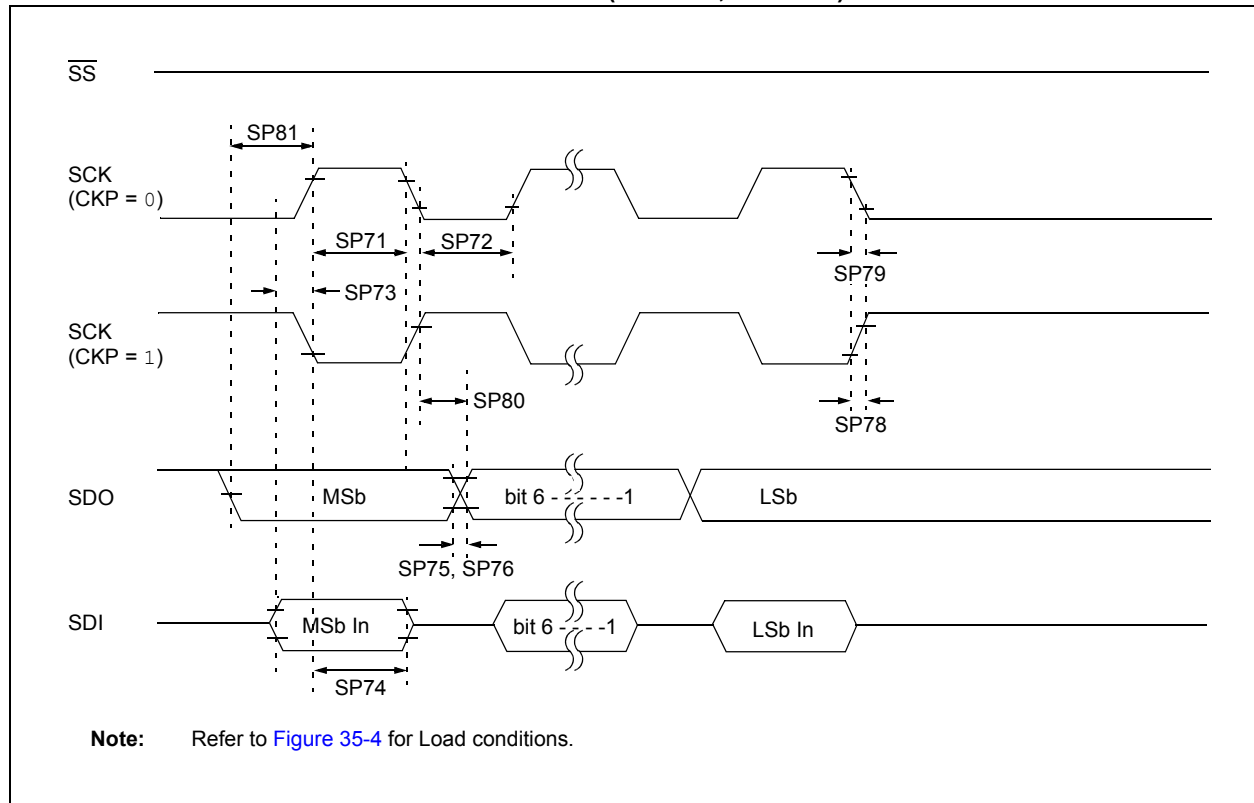 SS
SP81
SCK
(CKP = 0)
SP71
SP72
SP79
SP73
SCK
(CKP = 1)
SP80
SP78
SDO
MSb
bit 6 - - - - - -1
LSb
SP75, SP76
SDI
MSb In
bit 6 - - - -1
LSb In
SP74
Note: Refer to Figure 35-4 for Load conditions.